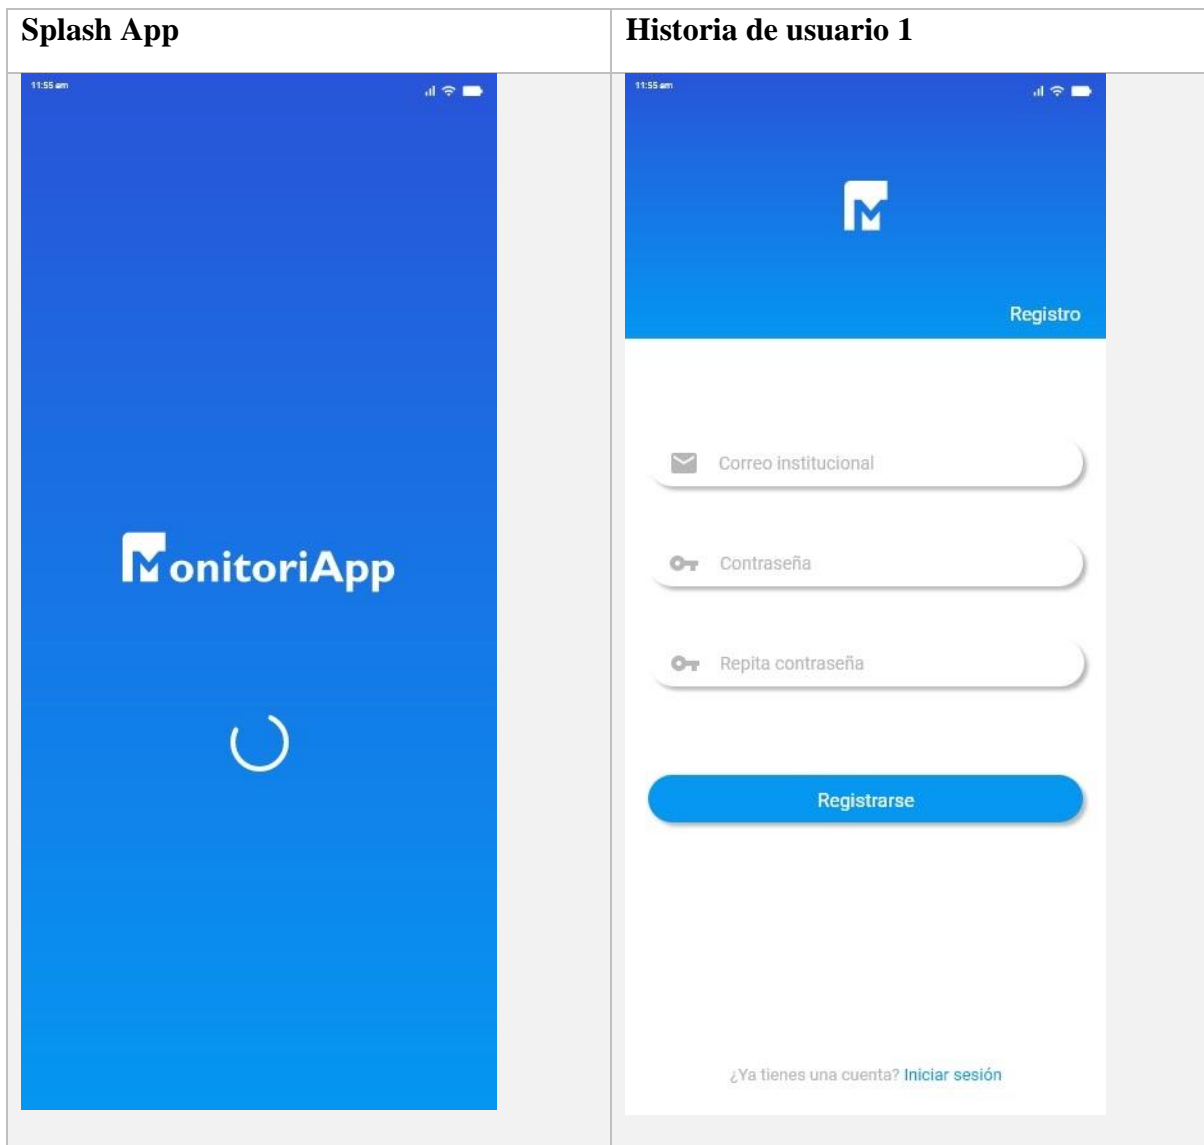 Splash App
Historia de usuario 1
11:55 am
MonitoriApp
11:55 am
M
Registro
Correo institucional
Contraseña
Repita contraseña
Registrarse
¿Ya tienes una cuenta? Iniciar sesión